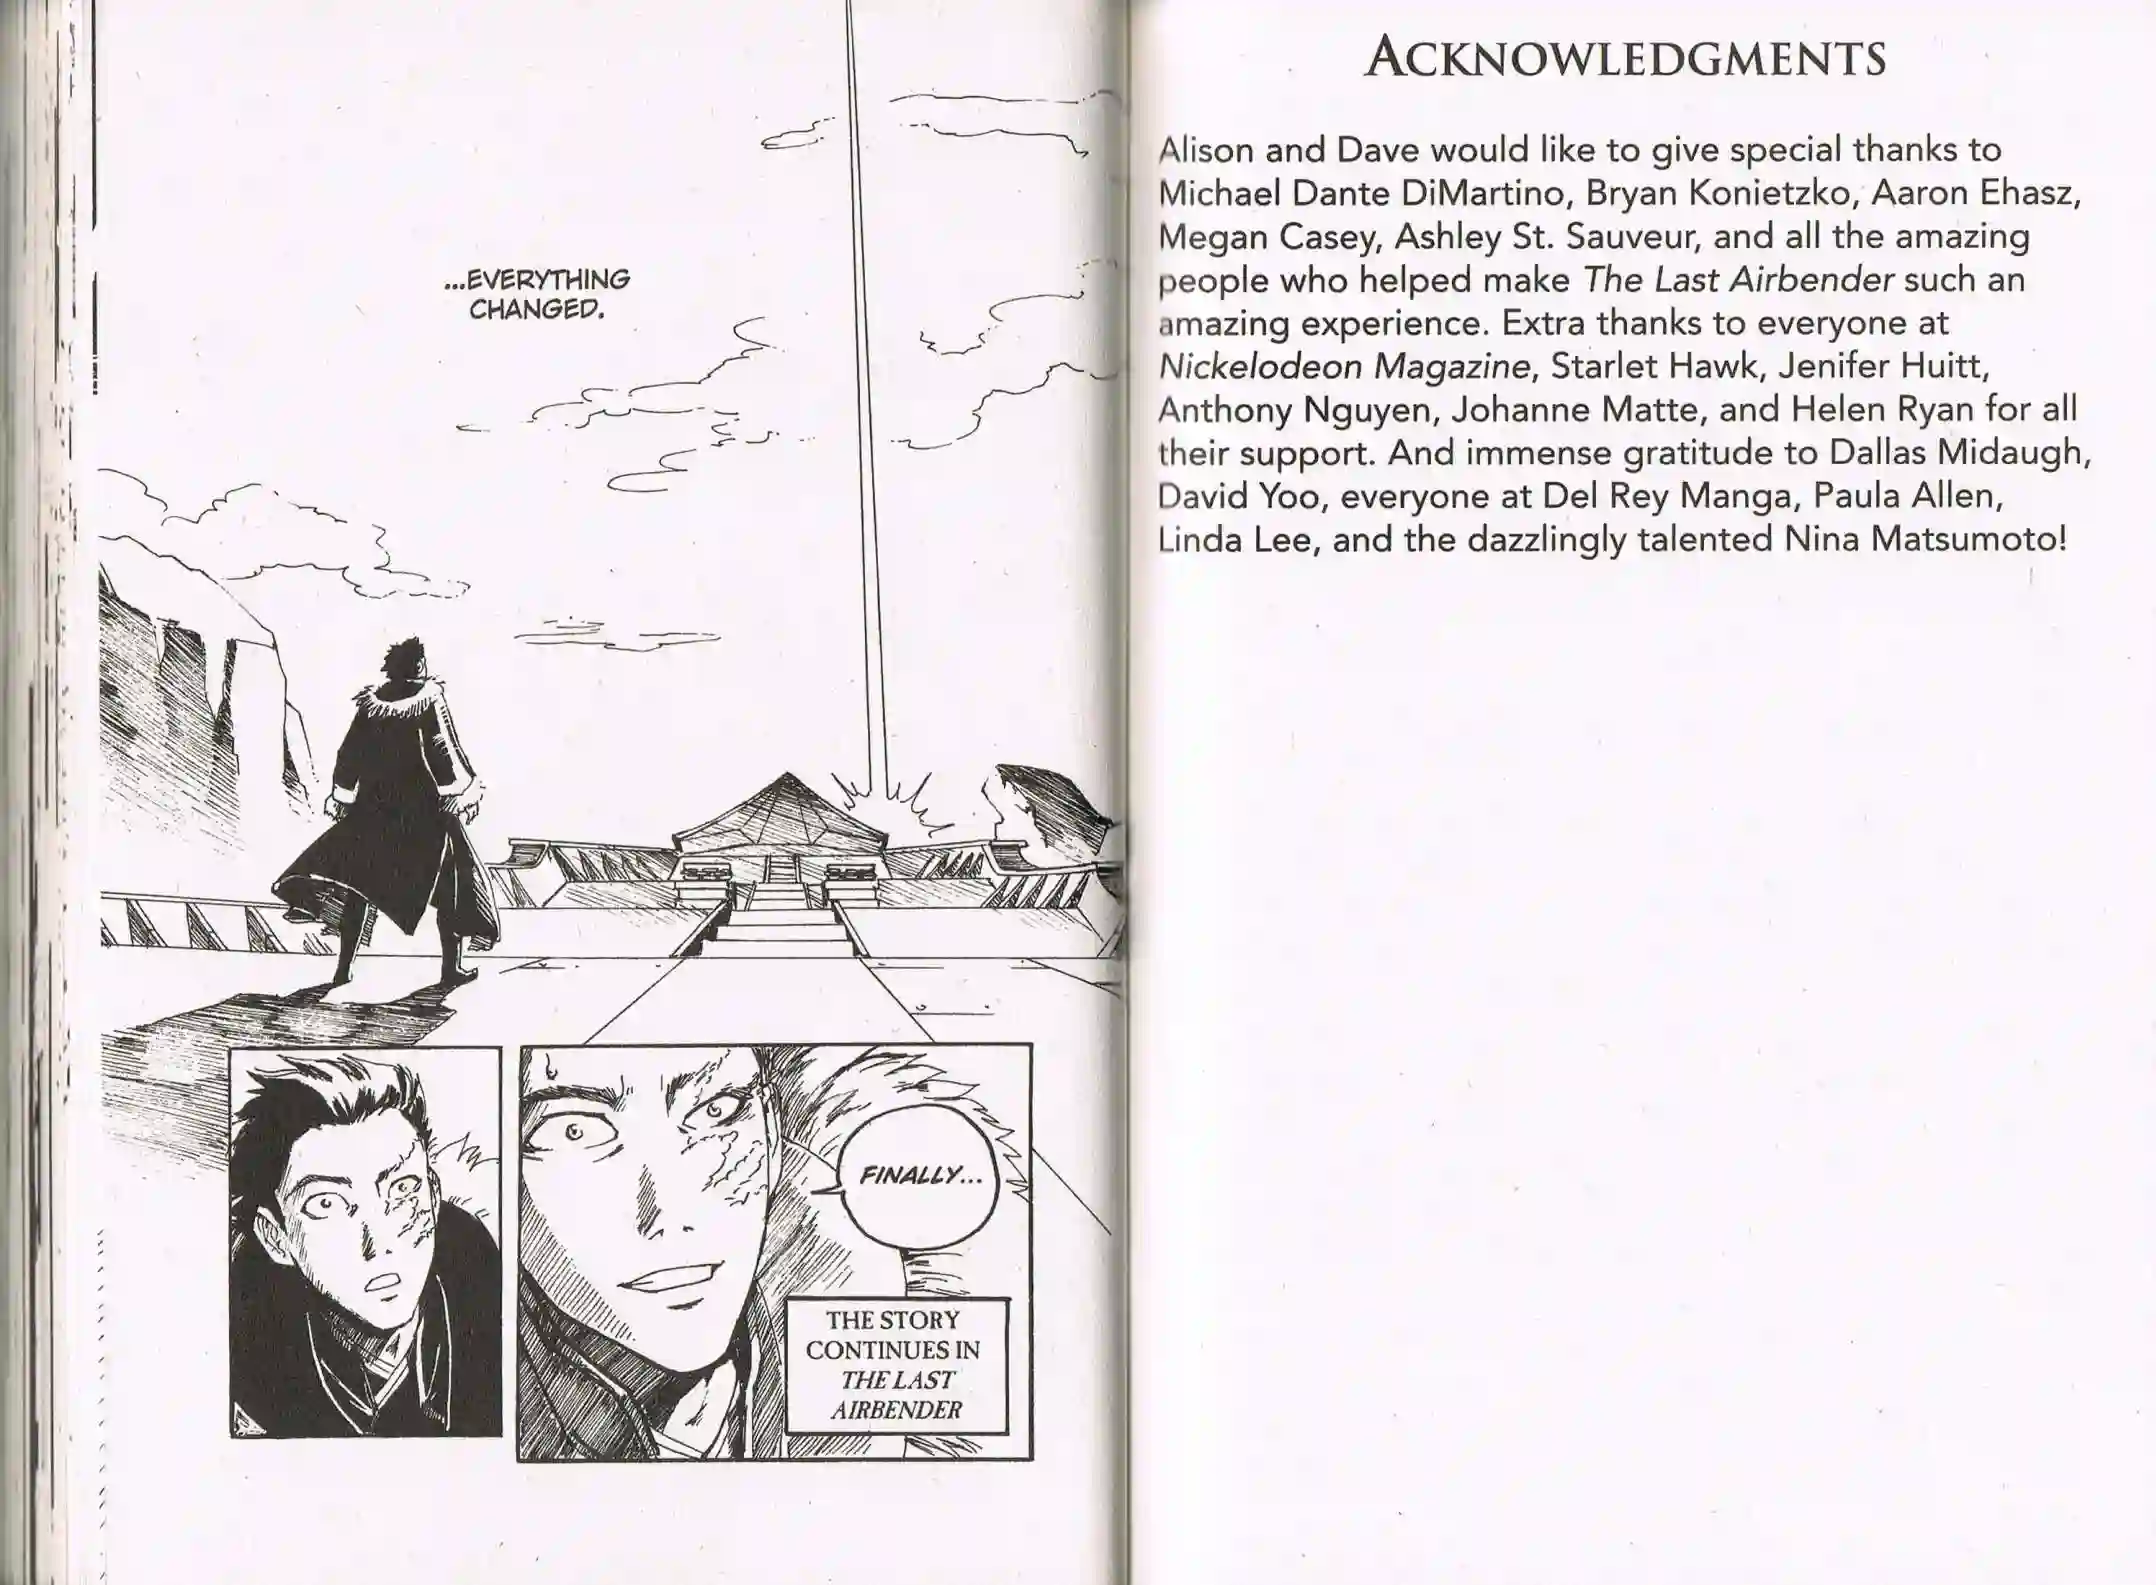 ...EVERYTHING
CHANGED.
FINALLY...
THE STORY
CONTINUES IN
THE LAST
AIRBENDER
ACKNOWLEDGMENTS
Alison and Dave would like to give special thanks to
Michael Dante DiMartino, Bryan Konietzko, Aaron Ehasz,
Megan Casey, Ashley St. Sauveur, and all the amazing
people who helped make The Last Airbender such an
amazing experience. Extra thanks to everyone at
Nickelodeon Magazine, Starlet Hawk, Jenifer Huitt,
Anthony Nguyen, Johanne Matte, and Helen Ryan for all
their support. And immense gratitude to Dallas Midaugh,
David Yoo, everyone at Del Rey Manga, Paula Allen,
Linda Lee, and the dazzlingly talented Nina Matsumoto!